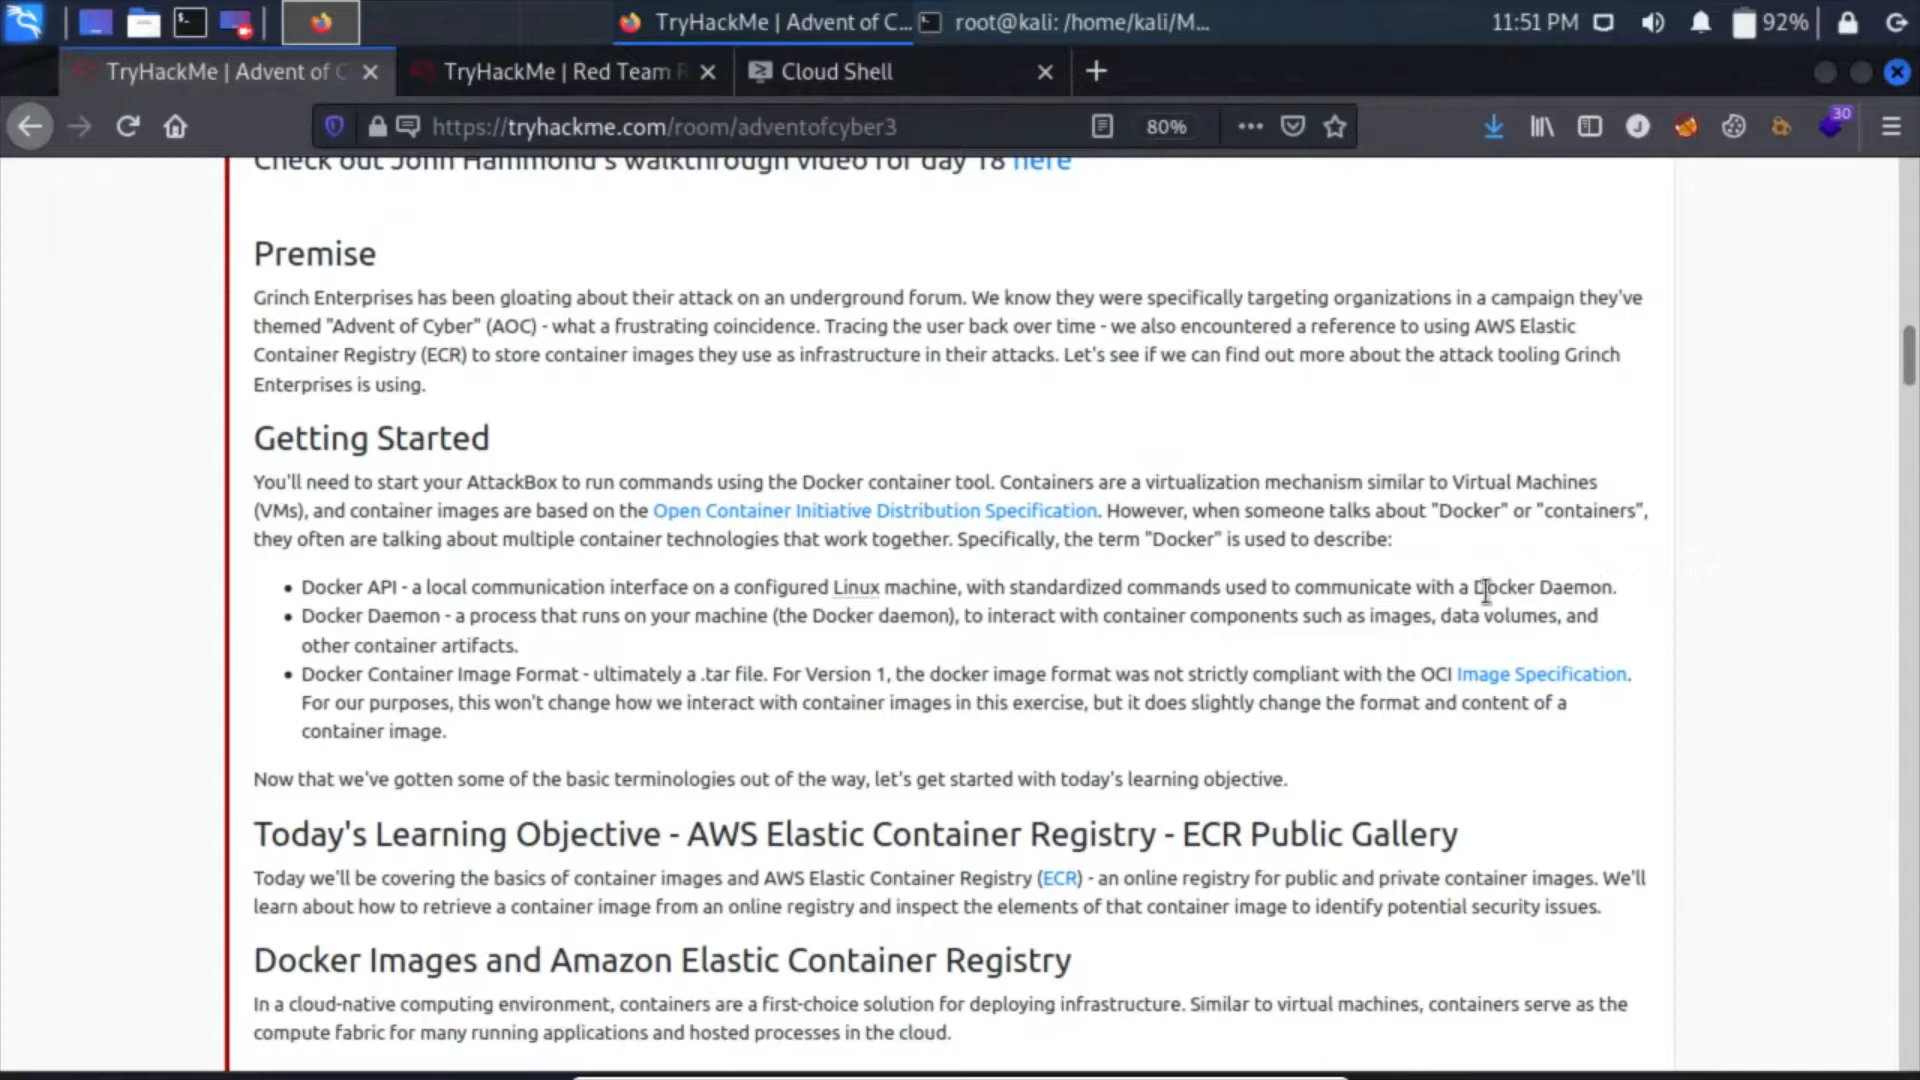 TryHackMe | Advent of C...
root@kali: /home/kali/M...
11:51 PM
92%
TryHackMe | Advent of C
TryHackMe | Red Team R
Cloud Shell
https://tryhackme.com/room/adventofcyber3
80%
30
Check out John Hammond's walkthrough video for day 18 here
Premise
Grinch Enterprises has been gloating about their attack on an underground forum. We know they were specifically targeting organizations in a campaign they've
themed "Advent of Cyber" (AOC) - what a frustrating coincidence. Tracing the user back over time - we also encountered a reference to using AWS Elastic
Container Registry (ECR) to store container images they use as infrastructure in their attacks. Let's see if we can find out more about the attack tooling Grinch
Enterprises is using.
Getting Started
You'll need to start your AttackBox to run commands using the Docker container tool. Containers are a virtualization mechanism similar to Virtual Machines
(VMs), and container images are based on the Open Container Initiative Distribution Specification. However, when someone talks about "Docker" or "containers",
they often are talking about multiple container technologies that work together. Specifically, the term "Docker" is used to describe:
• Docker API - a local communication interface on a configured Linux machine, with standardized commands used to communicate with a Docker Daemon.
• Docker Daemon - a process that runs on your machine (the Docker daemon), to interact with container components such as images, data volumes, and
other container artifacts.
• Docker Container Image Format - ultimately a .tar file. For Version 1, the docker image format was not strictly compliant with the OCI Image Specification.
For our purposes, this won't change how we interact with container images in this exercise, but it does slightly change the format and content of a
container image.
Now that we've gotten some of the basic terminologies out of the way, let's get started with today's learning objective.
Today's Learning Objective - AWS Elastic Container Registry - ECR Public Gallery
Today we'll be covering the basics of container images and AWS Elastic Container Registry (ECR) - an online registry for public and private container images. We'll
learn about how to retrieve a container image from an online registry and inspect the elements of that container image to identify potential security issues.
Docker Images and Amazon Elastic Container Registry
In a cloud-native computing environment, containers are a first-choice solution for deploying infrastructure. Similar to virtual machines, containers serve as the
compute fabric for many running applications and hosted processes in the cloud.